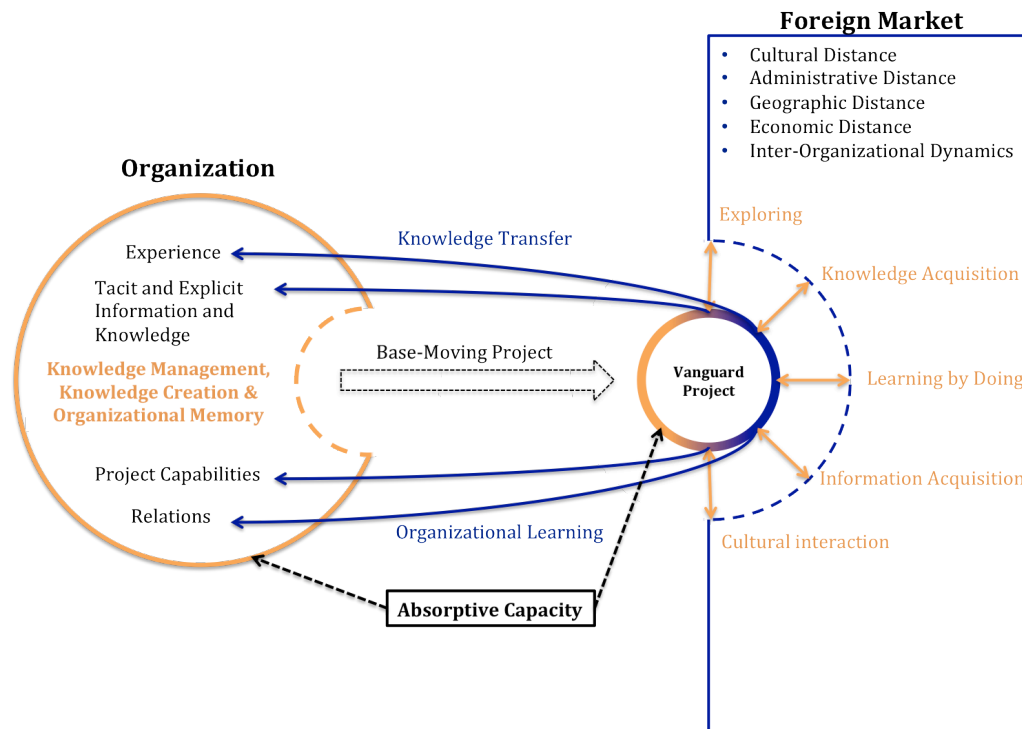 Foreign Market
• Cultural Distance
• Administrative Distance
• Geographic Distance
• Economic Distance
• Inter-Organizational Dynamics
Organization
Exploring
Knowledge Transfer
Experience
Knowledge Acquisition
Tacit and Explicit
Information and
Knowledge
Base-Moving Project
Knowledge Management,
Knowledge Creation &
Organizational Memory
Vanguard
Project
Learning by Doing
Project Capabilities
Information Acquisition
Relations
Organizational Learning
Cultural interaction
Absorptive Capacity